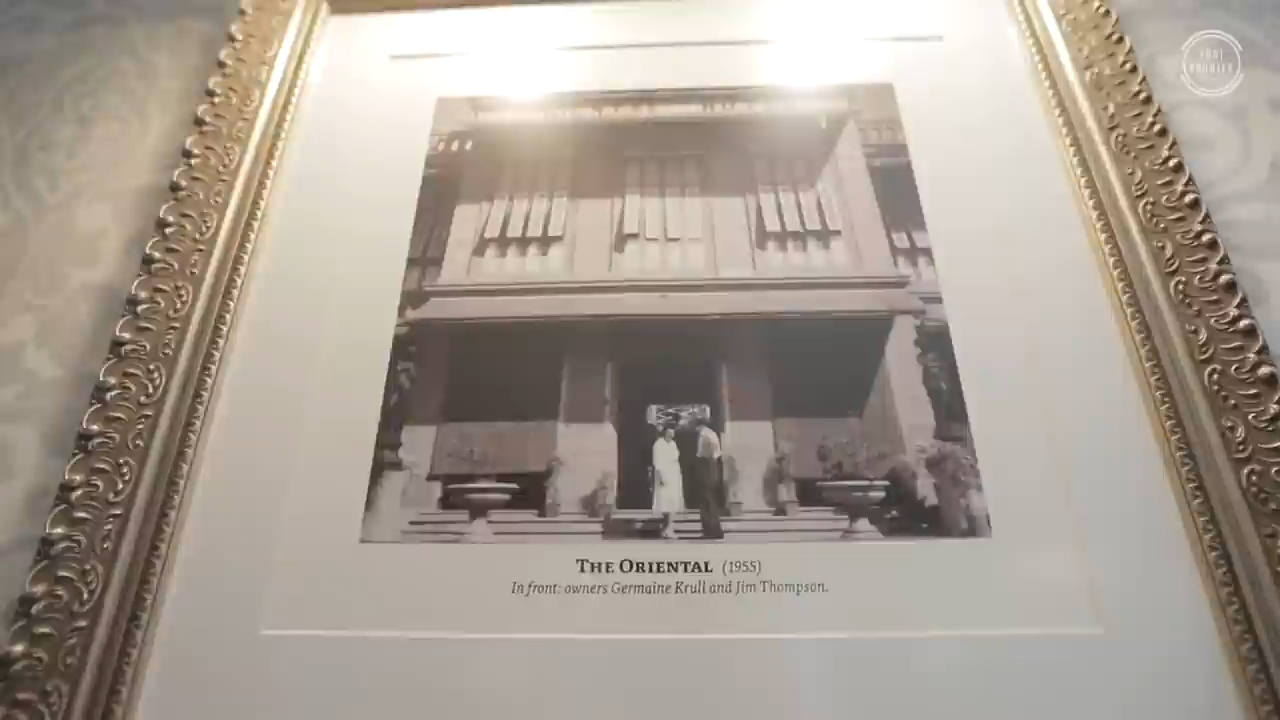 THE ORIENTAL (1955)
In front: owners Germaine Krull and Jim Thompson.